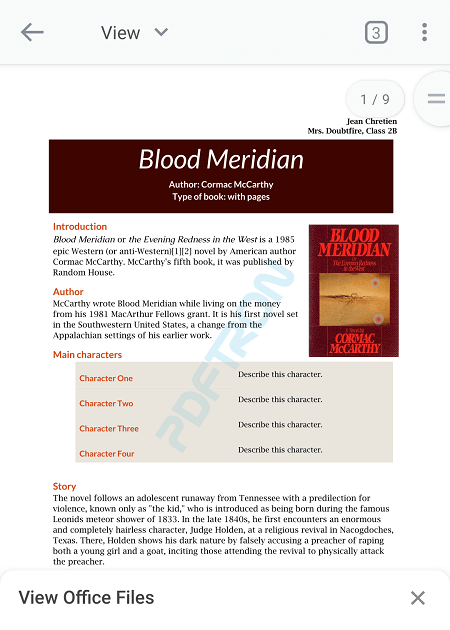 View
3
1 / 9
Jean Chretien
Mrs. Doubtfire, Class 2B
Blood Meridian
Author: Cormac McCarthy
Type of book: with pages
Introduction
Blood Meridian or the Evening Redness in the West is a 1985
epic Western (or anti-Western)[1][2] novel by American author
Cormac McCarthy. McCarthy's fifth book, it was published by
Random House.
Author
McCarthy wrote Blood Meridian while living on the money
from his 1981 MacArthur Fellows grant. It is his first novel set
in the Southwestern United States, a change from the
Appalachian settings of his earlier work.
BLOOD
MERIDIAN
Or
The Evening Redness
in the West
A Novel by
CORMAC
McCARTHY
Main characters
Character One Describe this character.
Character Two Describe this character.
Character Three Describe this character.
Character Four Describe this character.
PDFTRON
Story
The novel follows an adolescent runaway from Tennessee with a predilection for
violence, known only as "the kid," who is introduced as being born during the famous
Leonids meteor shower of 1833. In the late 1840s, he first encounters an enormous
and completely hairless character, Judge Holden, at a religious revival in Nacogdoches,
Texas. There, Holden shows his dark nature by falsely accusing a preacher of raping
both a young girl and a goat, inciting those attending the revival to physically attack
the preacher.
View Office Files